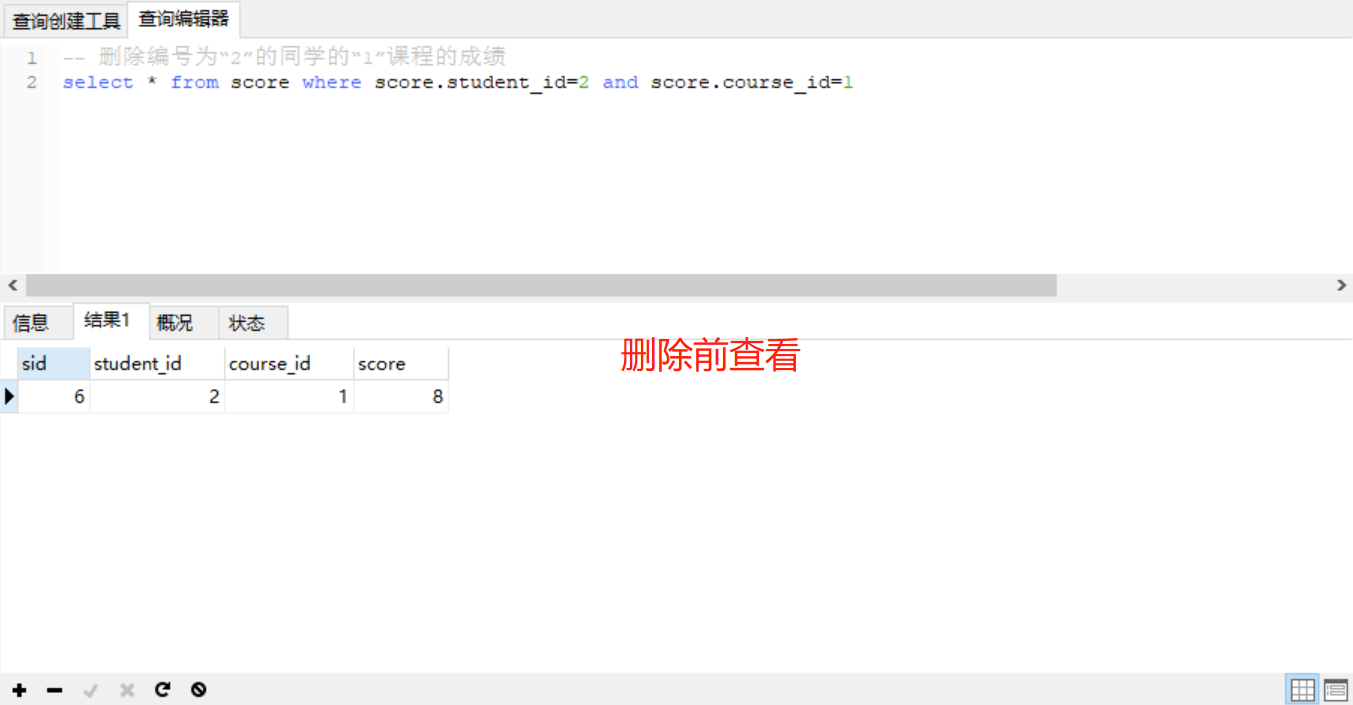 查询创建工具 查询编辑器
1 -- 删除编号为“2”的同学的“1”课程的成绩
2 select * from score where score.student_id=2 and score.course_id=1
信息 结果1 概况 状态
删除前查看
sid student_id course_id score
6 2 1 8